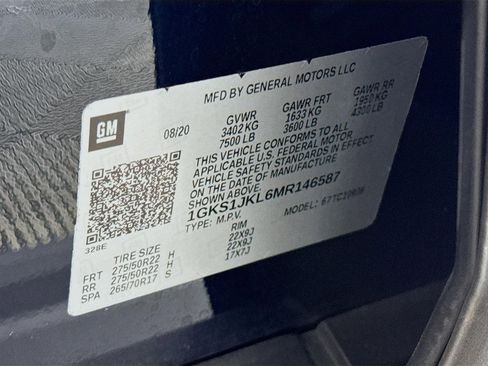 MFD BY GENERAL MOTORS LLC
GM
08/20 GVWR GAWR FRT GAWR RR
3402 KG 1633 KG 1950 KG
7500 LB 3600 LB 4300 LB
THIS VEHICLE CONFORMS TO ALL
APPLICABLE U.S. FEDERAL MOTOR
VEHICLE SAFETY STANDARDS IN EFFECT
ON THE DATE OF MANUFACTURE
SHOWN ABOVE.
1GKS1JKL6MR146587
TYPE: M.P.V. MODEL:
328E
TIRE SIZE RIM
FRT 275/50R22 H 22X9J
RR 275/50R22 H 22X9J
SPA 265/70R17 S 17X7J